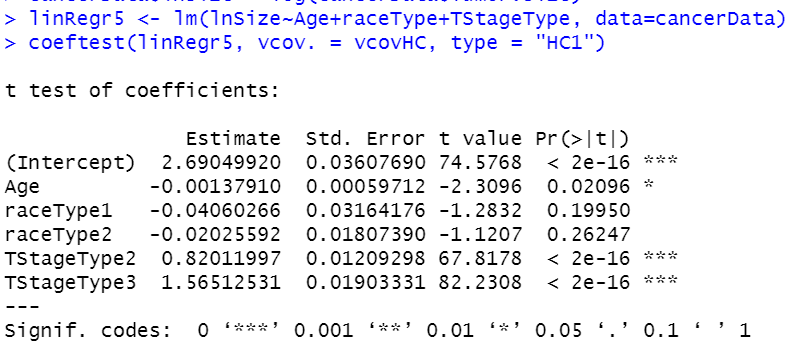 > linRegr5 <- lm(lnSize~Age+raceType+TStageType, data=cancerData)
> coeftest(linRegr5, vcov. = vcovHC, type = "HC1")
t test of coefficients:
Estimate Std. Error t value Pr(>|t|)
(Intercept) 2.69049920 0.03607690 74.5768 < 2e-16 ***
Age -0.00137910 0.00059712 -2.3096 0.02096 *
raceType1 -0.04060266 0.03164176 -1.2832 0.19950
raceType2 -0.02025592 0.01807390 -1.1207 0.26247
TStageType2 0.82011997 0.01209298 67.8178 < 2e-16 ***
TStageType3 1.56512531 0.01903331 82.2308 < 2e-16 ***
---
Signif. codes: 0 ‘***’ 0.001 ‘**’ 0.01 ‘*’ 0.05 ‘.’ 0.1 ‘ ’ 1